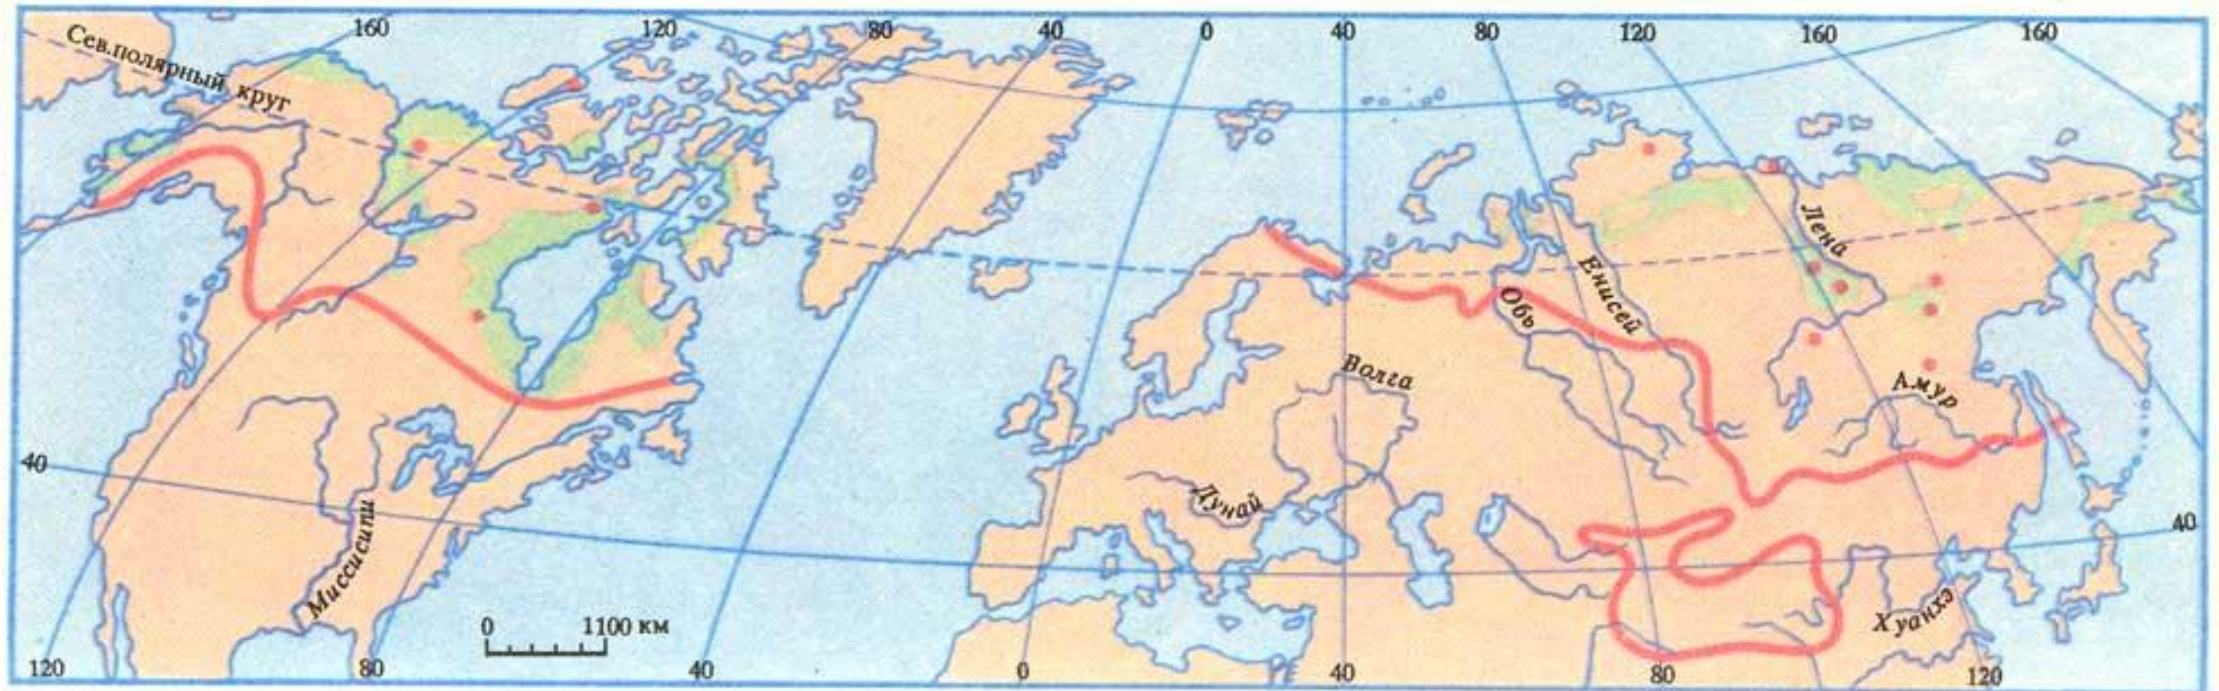 160 120 80 40 0 40 80 120 160 160
Сев.полярный круг
Лена
Енисей
Обь
Волга
Амур
40
Дунай
Миссисипи
40
Хуанхэ
0 1100 км
120 80 40 0 40 80 120